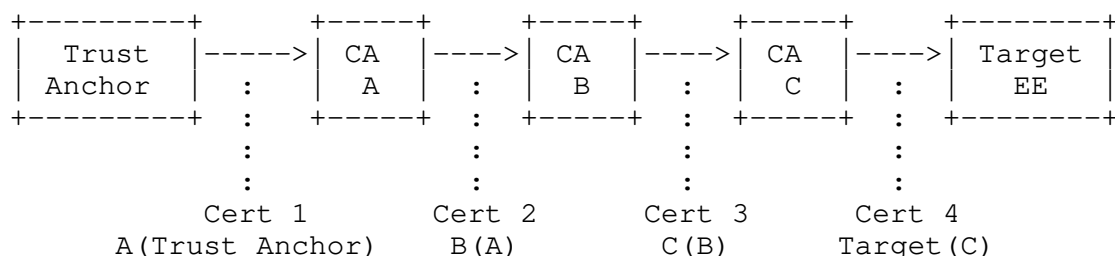 +---------+       +-----+     +-----+     +-----+     +--------+
|  Trust  |----->| CA  |---->| CA  |---->| CA  |---->| Target |
| Anchor  |  :   |  A  |  :  |  B  |  :  |  C  |  :  |   EE   |
+---------+  :   +-----+  :  +-----+  :  +-----+  :  +--------+
             :            :           :           :
             :            :           :           :
           Cert 1       Cert 2      Cert 3      Cert 4
      A(Trust Anchor)    B(A)        C(B)      Target(C)